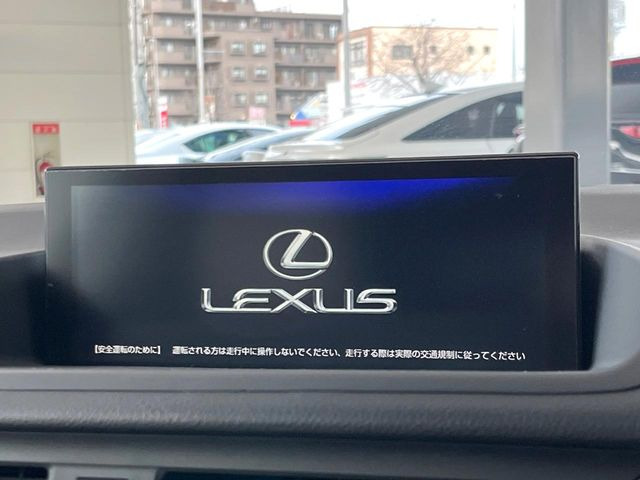 LEXUS
【安全運転のために】 運転される方は走行中に操作しないでください、走行する際は実際の交通規制に従ってください